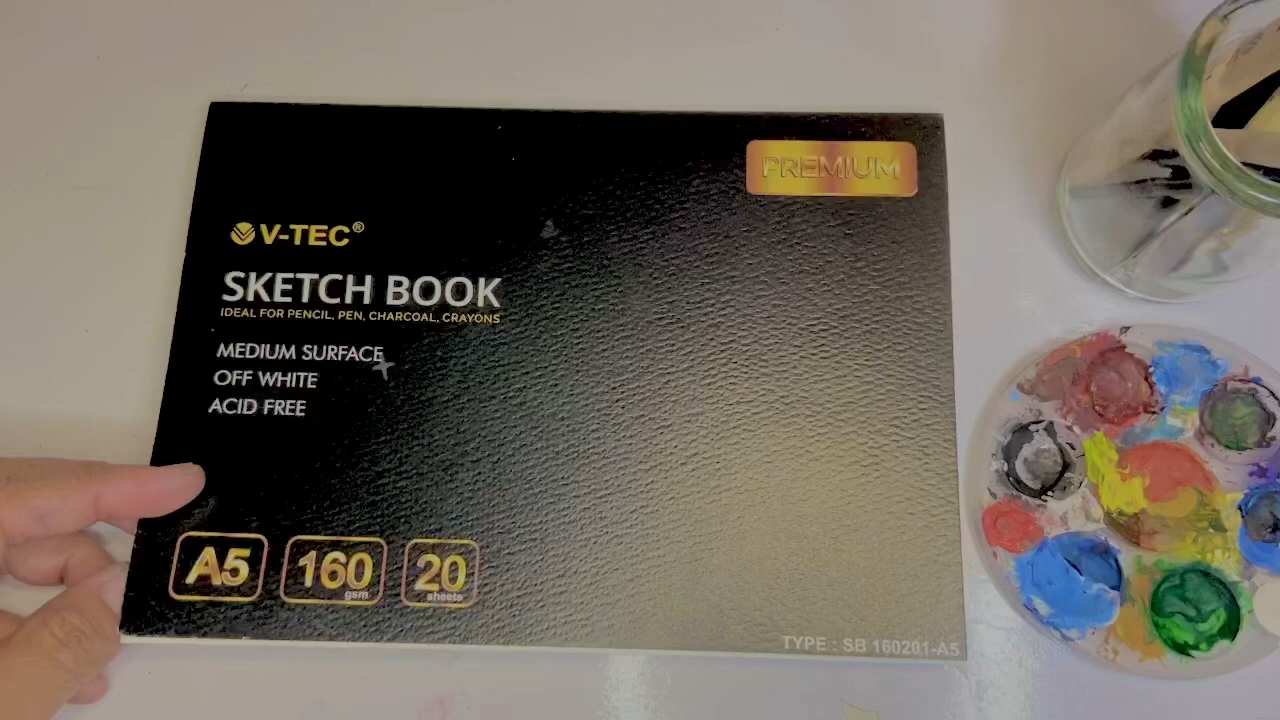 PREMIUM
V-TEC®
SKETCH BOOK
IDEAL FOR PENCIL, PEN, CHARCOAL, CRAYONS
MEDIUM SURFACE
OFF WHITE
ACID FREE
A5
160
gsm
20
sheets
TYPE : SB 160201-A5